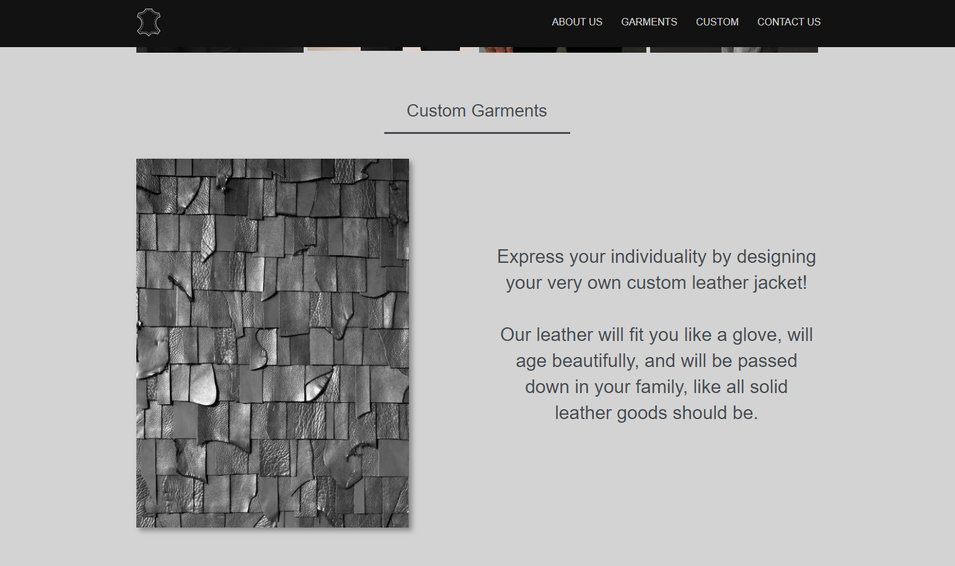 ABOUT US GARMENTS CUSTOM CONTACT US
Custom Garments
Express your individuality by designing
your very own custom leather jacket!
Our leather will fit you like a glove, will
age beautifully, and will be passed
down in your family, like all solid
leather goods should be.